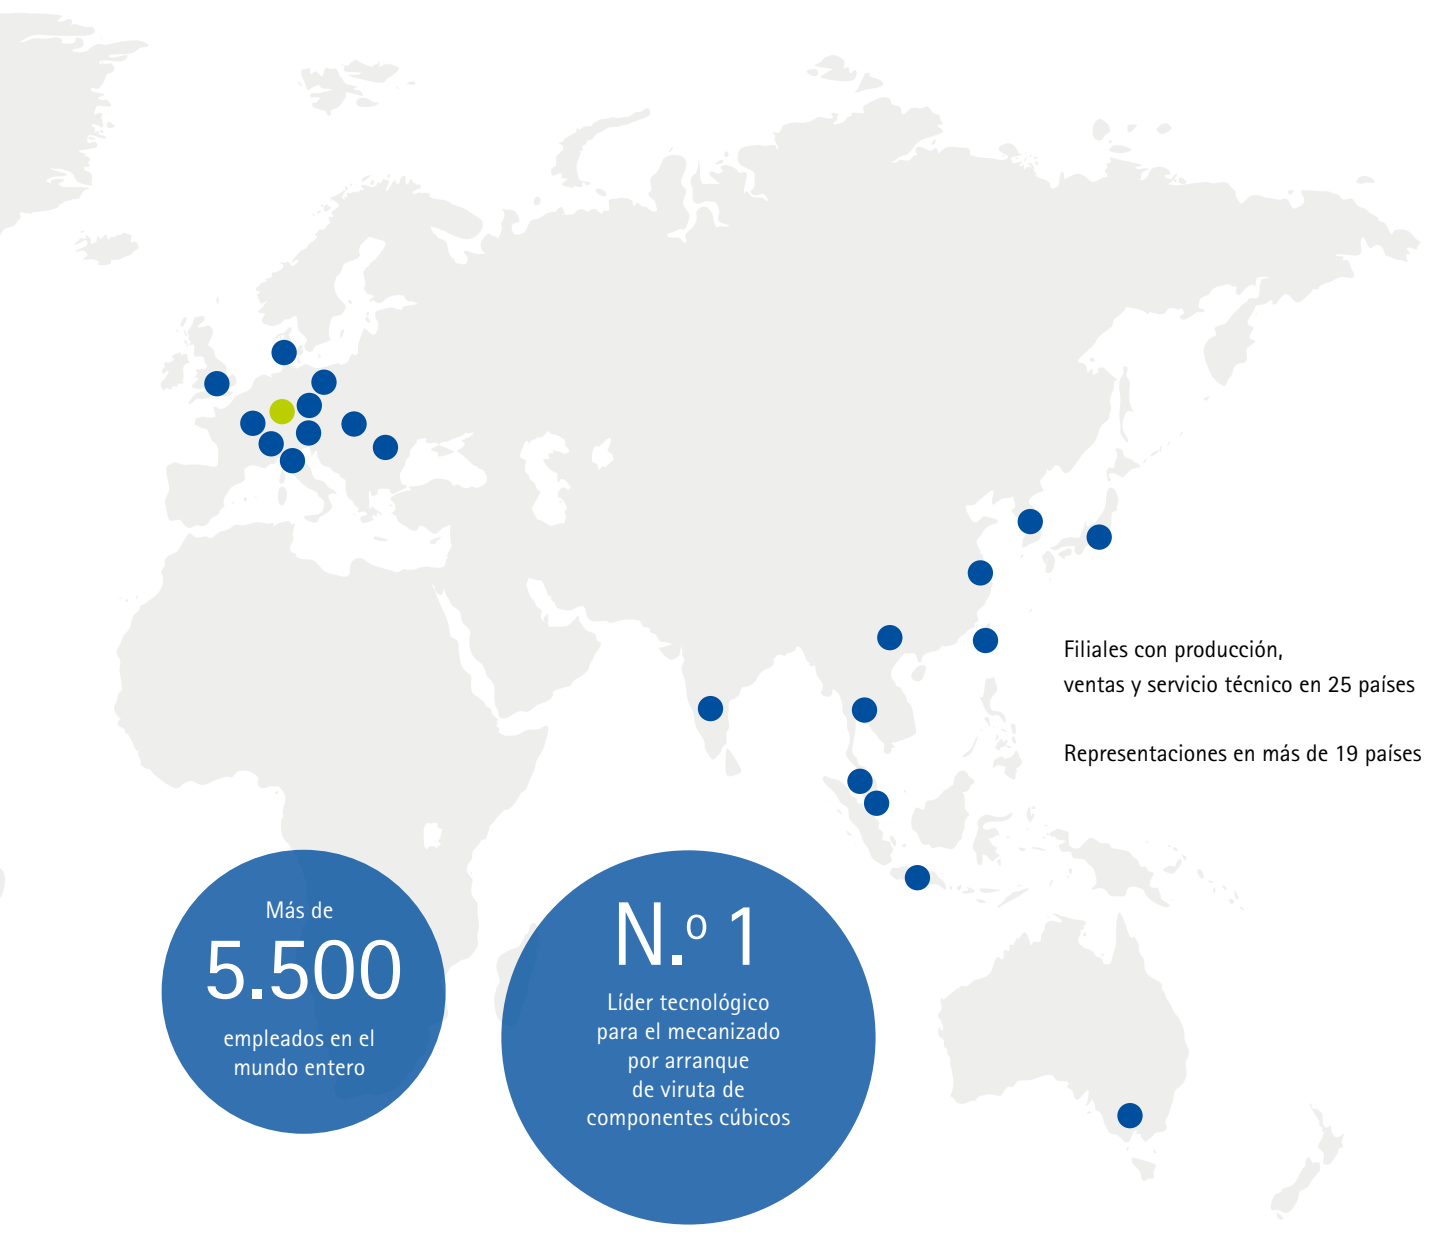 Filiales con producción,
ventas y servicio técnico en 25 países
Representaciones en más de 19 países
Más de
5.500
empleados en el
mundo entero
N.º 1
Líder tecnológico
para el mecanizado
por arranque
de viruta de
componentes cúbicos